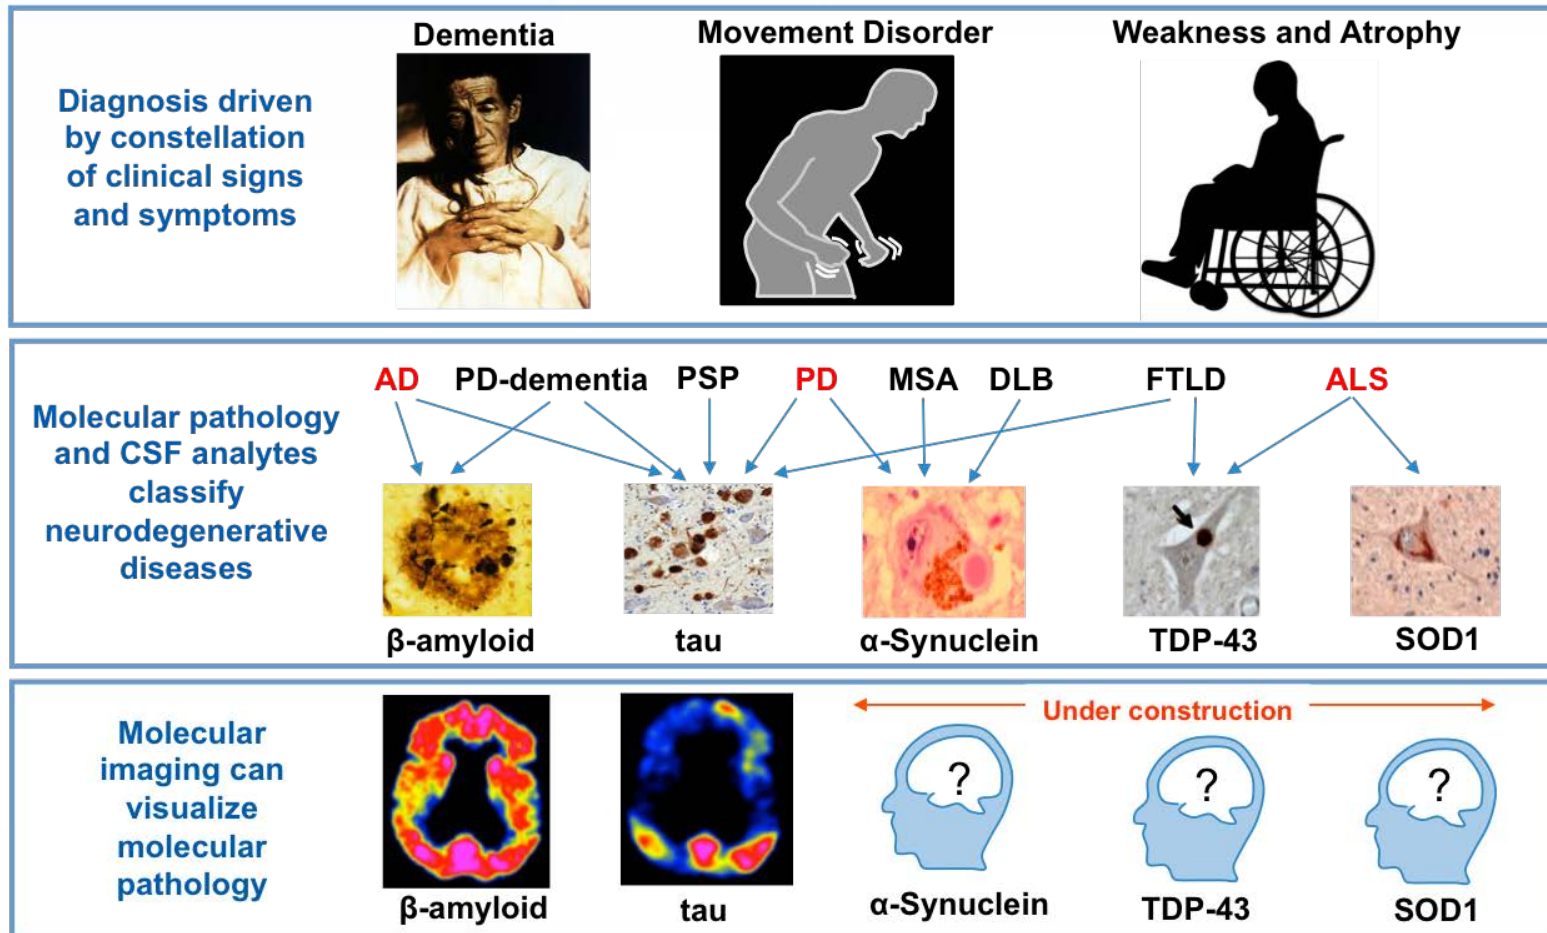 Dementia
Movement Disorder
Weakness and Atrophy
Diagnosis driven
by constellation
of clinical signs
and symptoms
AD PD-dementia PSP PD MSA DLB FTLD ALS
Molecular pathology
and CSF analytes
classify
neurodegenerative
diseases
β-amyloid tau α-Synuclein TDP-43 SOD1
Molecular
imaging can
visualize
molecular
pathology
Under construction
? ? ?
β-amyloid tau α-Synuclein TDP-43 SOD1